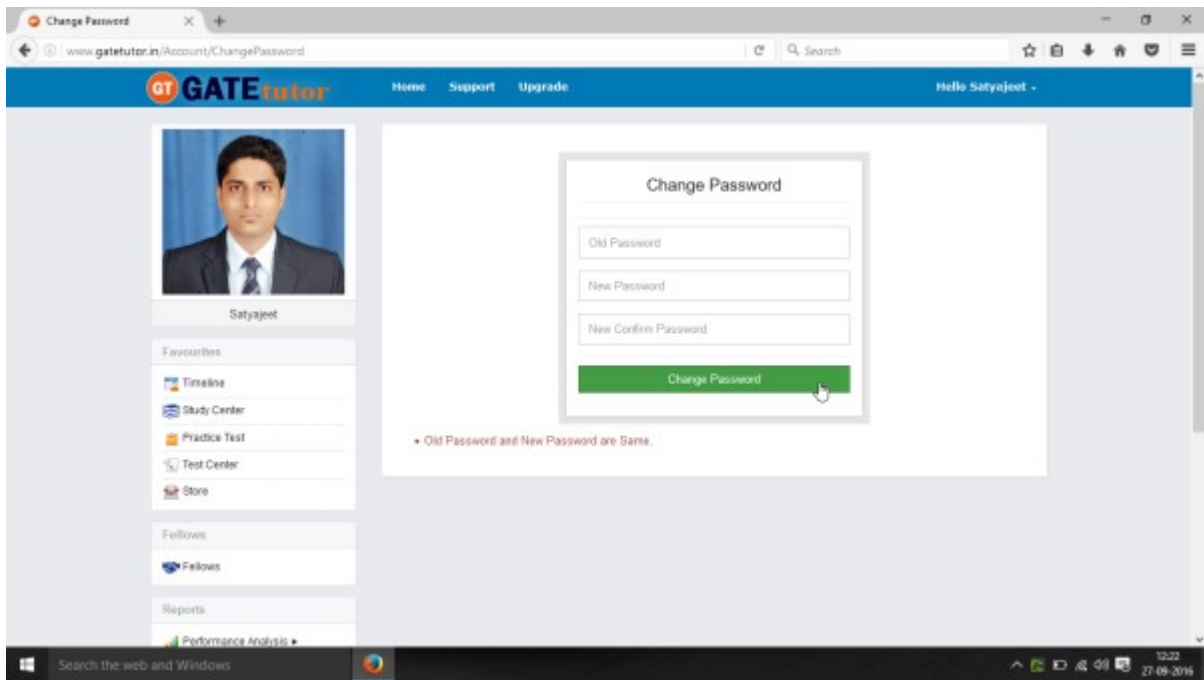 Change Password
www.gatetutor.in/Account/ChangePassword
Search
GT GATEtutor
Home Support Upgrade
Hello Satyajeet
Satyajeet
Favourites
Timeline
Study Center
Practice Test
Test Center
Store
Fellows
Fellows
Reports
Performance Analysis
Change Password
Old Password
New Password
New Confirm Password
Change Password
• Old Password and New Password are Same.
Search the web and Windows
12:22
27-09-2016